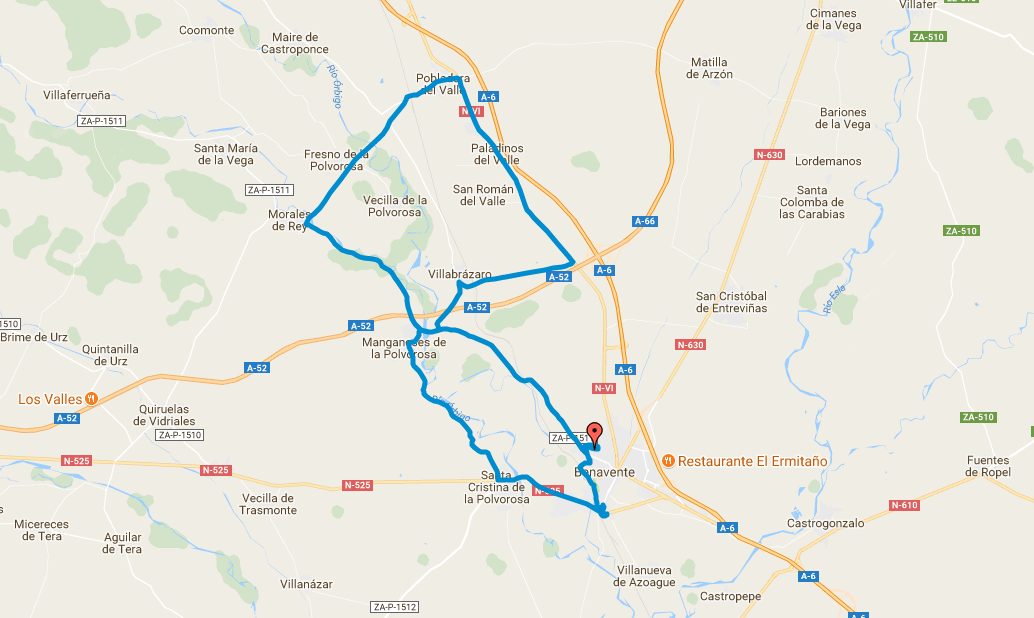 Villafer
ZA-510
Cimanes
de la Vega
ZA-510
Coomonte
Maire de
Castroponce
Matilla
de Arzón
Río Órbigo
Pobladura
del Valle
A-6
Villaferrueña
N-VI
Bariones
de la Vega
ZA-P-1511
Santa María
de la Vega
Fresno de la
Polvorosa
Paladinos
del Valle
N-630
Lordemanos
ZA-P-1511
San Román
del Valle
Vecilla de la
Polvorosa
Santa
Colomba de
las Carabias
Morales
de Rey
A-66
ZA-510
Villabrázaro
A-52
A-6
San Cristóbal
de Entreviñas
Río Esla
A-52
1510
A-52
Brime de Urz
Manganeses de
la Polvorosa
N-630
Quintanilla
de Urz
A-52
A-6
N-VI
Los Valles
Río Órbigo
Quiruelas
de Vidriales
A-52
ZA-510
ZA-P-1510
ZA-P-151
N-525
N-525
Benavente
Restaurante El Ermitaño
Fuentes
de Ropel
N-525
Santa
Cristina de
la Polvorosa
N-525
Vecilla de
Trasmonte
N-610
Micereces
de Tera
A-6
Castrogonzalo
Aguilar
de Tera
Villanázar
Villanueva
de Azoague
A-6
Castropepe
ZA-P-1512
A-6